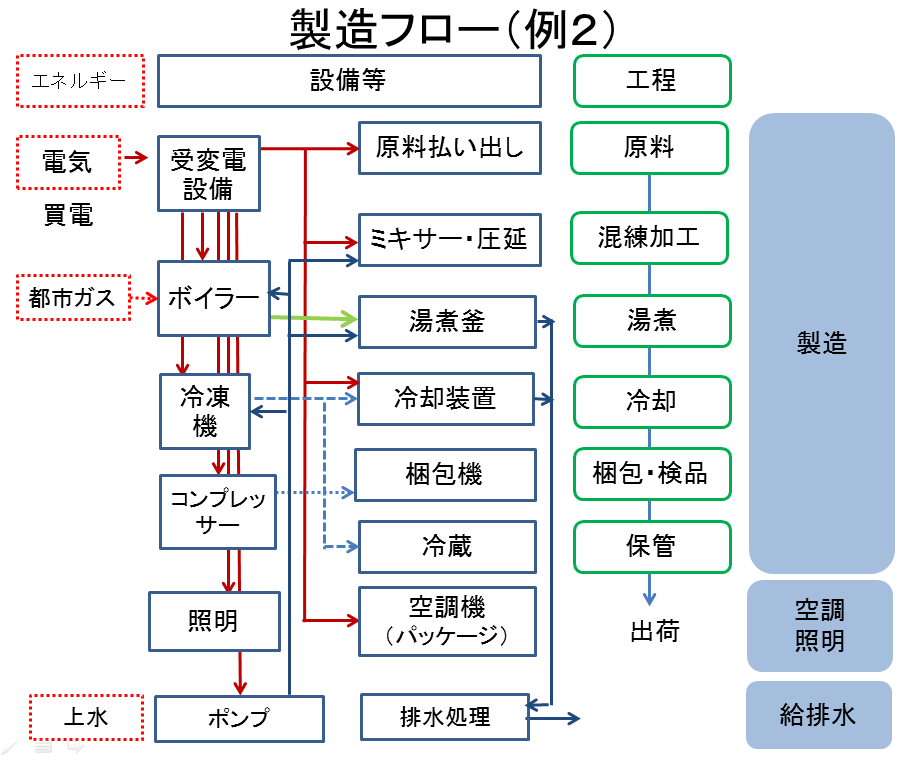 製造フロー（例２）
エネルギー
設備等
工程
電気
買電
受変電
設備
原料払い出し
原料
ミキサー・圧延
混練加工
都市ガス
ボイラー
湯煮釜
湯煮
製造
冷凍
機
冷却装置
冷却
梱包機
梱包・検品
コンプレッ
サー
冷蔵
保管
照明
空調機
（パッケージ）
出荷
空調
照明
上水
ポンプ
排水処理
給排水